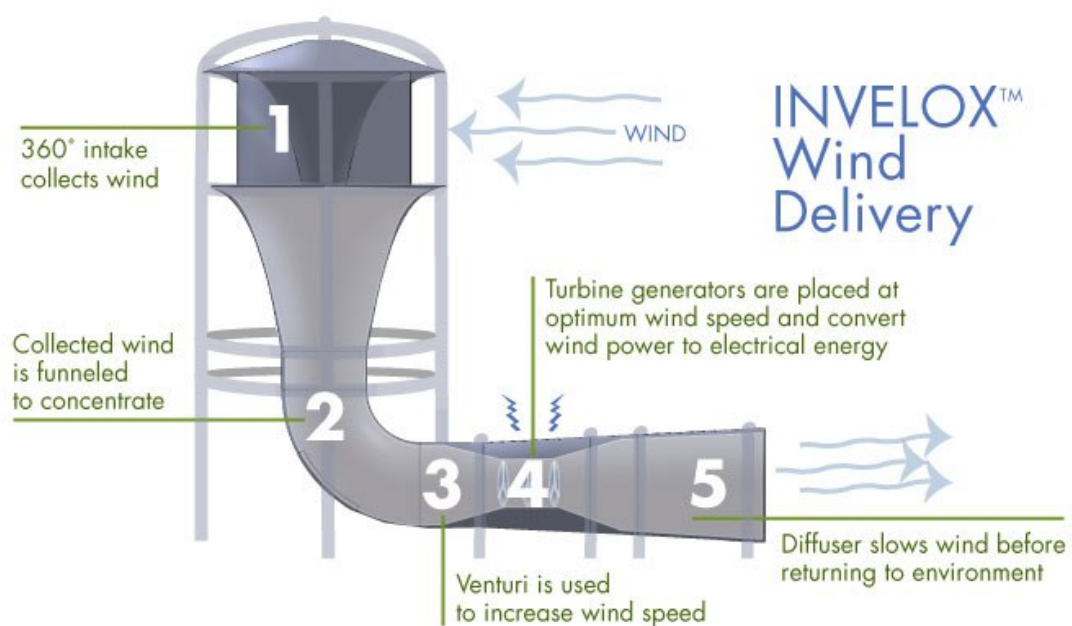 INVELOX™
Wind
Delivery
WIND
1
360° intake
collects wind
Collected wind
is funneled
to concentrate
2
Turbine generators are placed at
optimum wind speed and convert
wind power to electrical energy
3
4
5
Venturi is used
to increase wind speed
Diffuser slows wind before
returning to environment